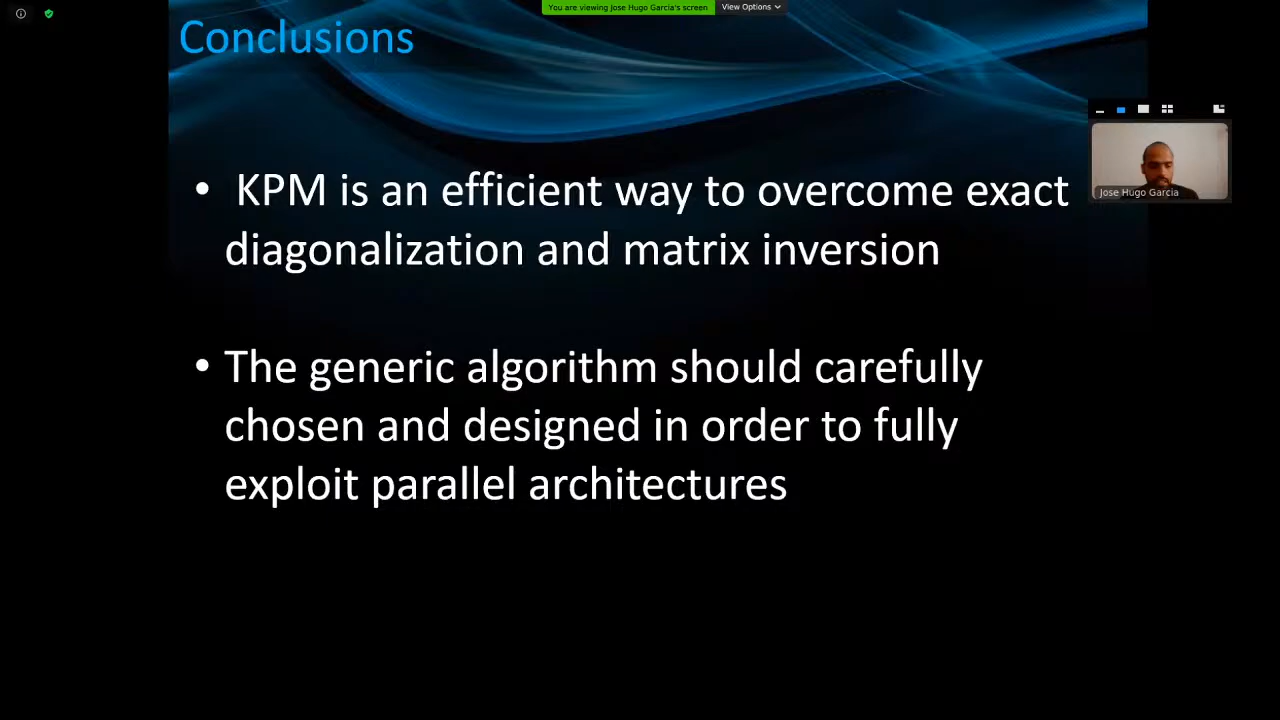 You are viewing Jose Hugo Garcia's screen
View Options
Conclusions
• KPM is an efficient way to overcome exact
diagonalization and matrix inversion
Jose Hugo Garcia
• The generic algorithm should carefully
chosen and designed in order to fully
exploit parallel architectures